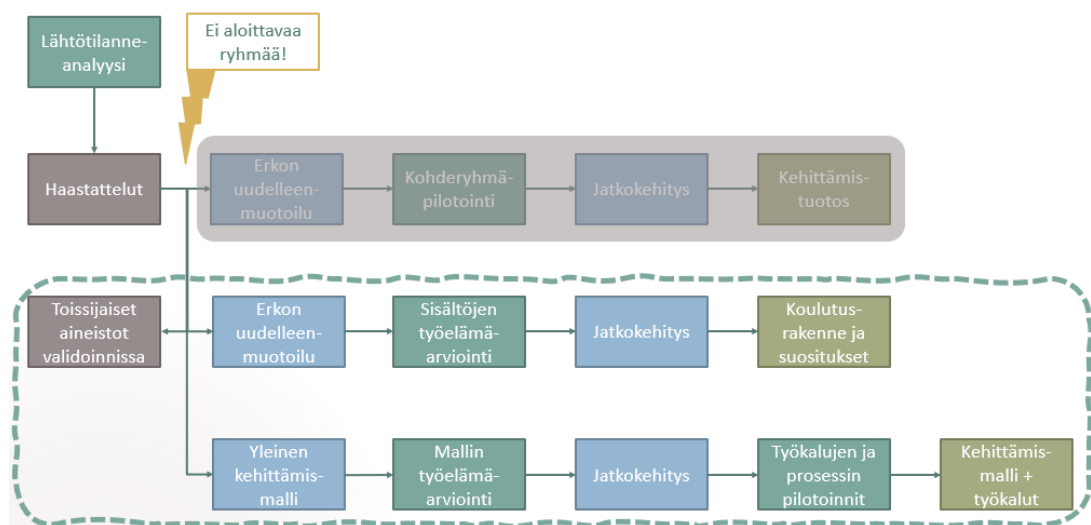 Lähtötilanne-
analyysi
Ei aloittavaa
ryhmää!
Haastattelut
Erkon
uudelleen-
muotoilu
Kohderyhmä-
pilotointi
Jatkokehitys
Kehittämis-
tuotos
Toissijaiset
aineistot
validoinnissa
Erkon
uudelleen-
muotoilu
Sisältöjen
työelämä-
arviointi
Jatkokehitys
Koulutus-
rakenne ja
suositukset
Yleinen
kehittämis-
malli
Mallin
työelämä-
arviointi
Jatkokehitys
Työkalujen ja
prosessin
pilotoinnit
Kehittämis-
malli +
työkalut